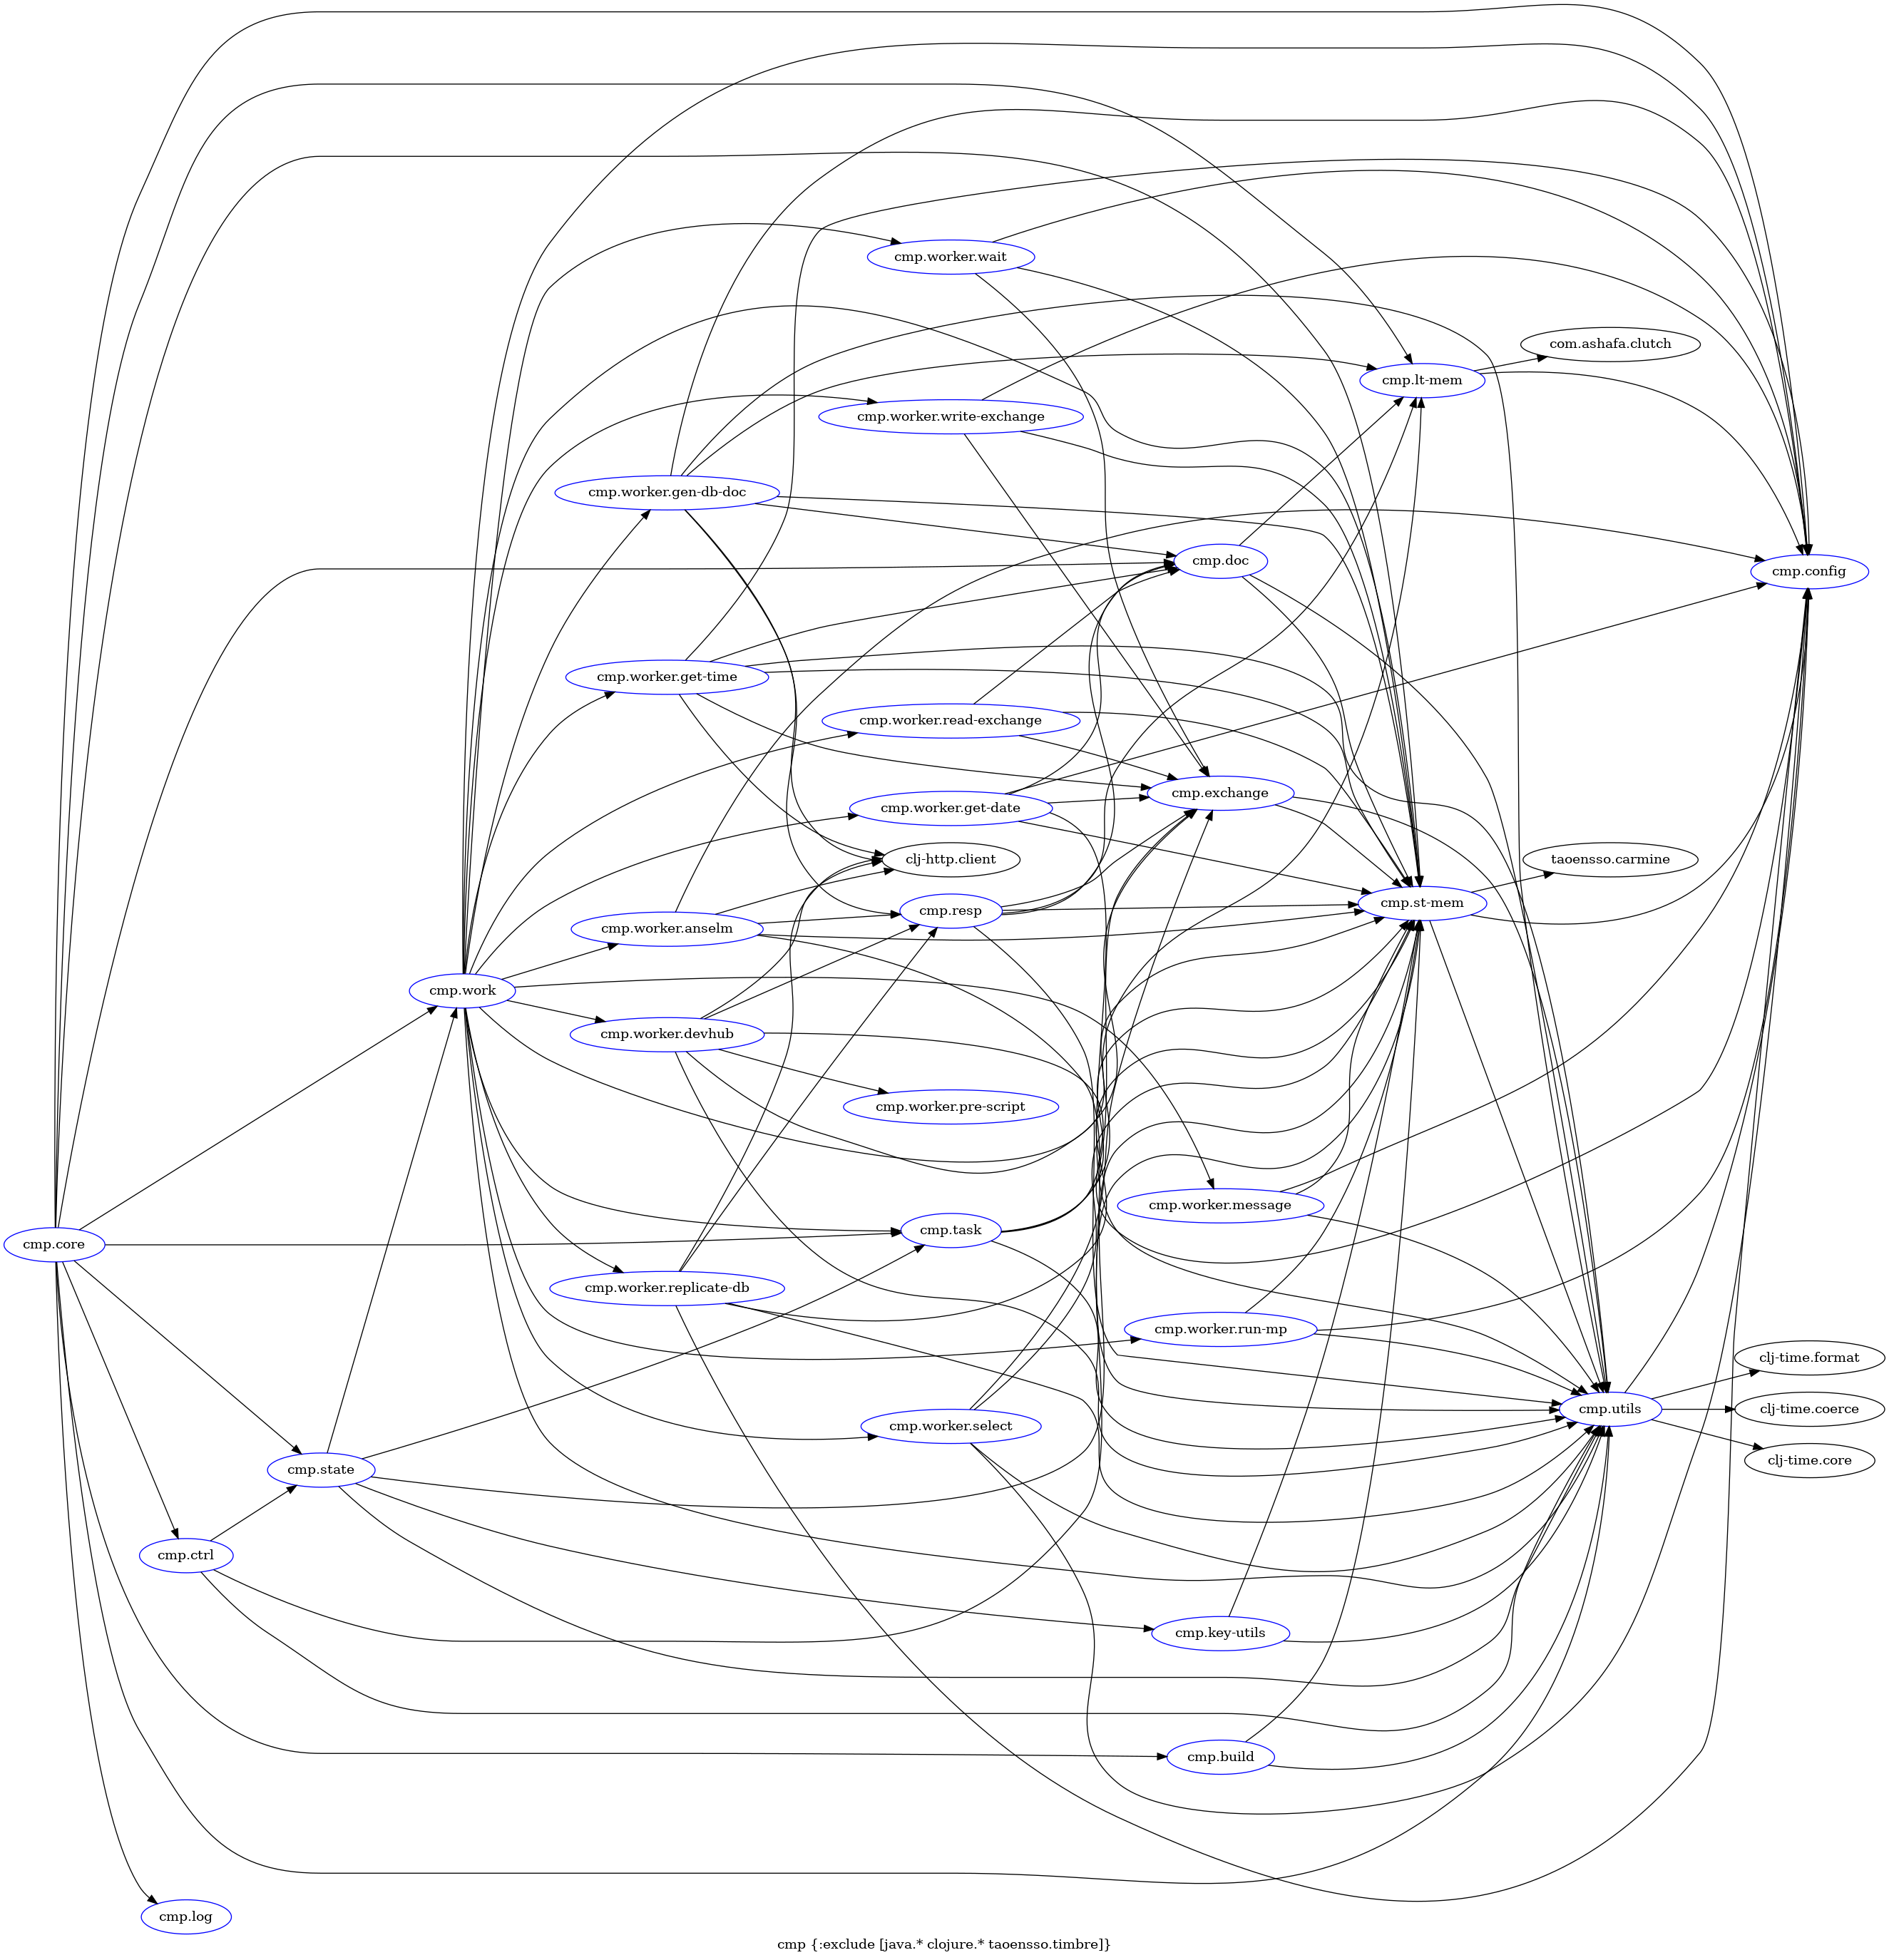 cmp.worker.wait
com.ashafa.clutch
cmp.lt-mem
cmp.worker.write-exchange
cmp.worker.gen-db-doc
cmp.doc
cmp.config
cmp.worker.get-time
cmp.worker.read-exchange
cmp.exchange
cmp.worker.get-date
clj-http.client
taoensso.carmine
cmp.st-mem
cmp.resp
cmp.worker.anselm
cmp.work
cmp.worker.devhub
cmp.worker.pre-script
cmp.worker.message
cmp.task
cmp.core
cmp.worker.replicate-db
cmp.worker.run-mp
clj-time.format
cmp.utils
clj-time.coerce
cmp.worker.select
clj-time.core
cmp.state
cmp.ctrl
cmp.key-utils
cmp.build
cmp.log
cmp {:exclude [java.* clojure.* taoensso.timbre]}